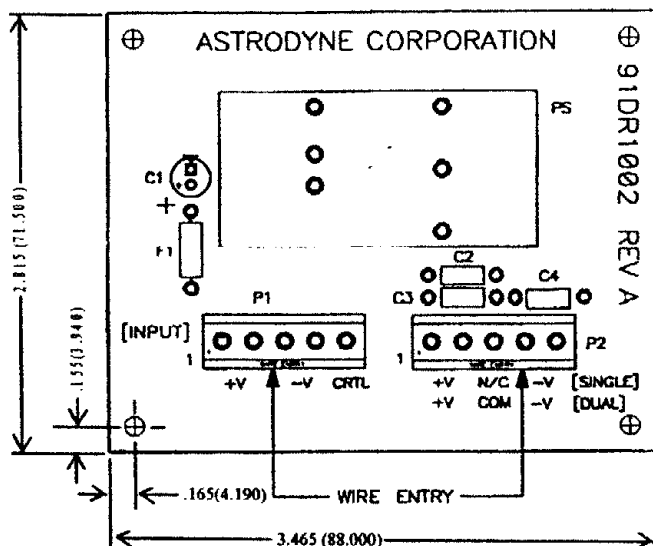 ASTRODYNE CORPORATION
91DR1002 REV A
PS
C1
+
F1
C2
C3
C4
P1
P2
[INPUT]
1
+V -V CRTL
1
+V N/C -V [SINGLE]
+V COM -V [DUAL]
WIRE ENTRY
2.815 (71.500)
.155(3.940)
.165(4.190)
3.465 (88.000)